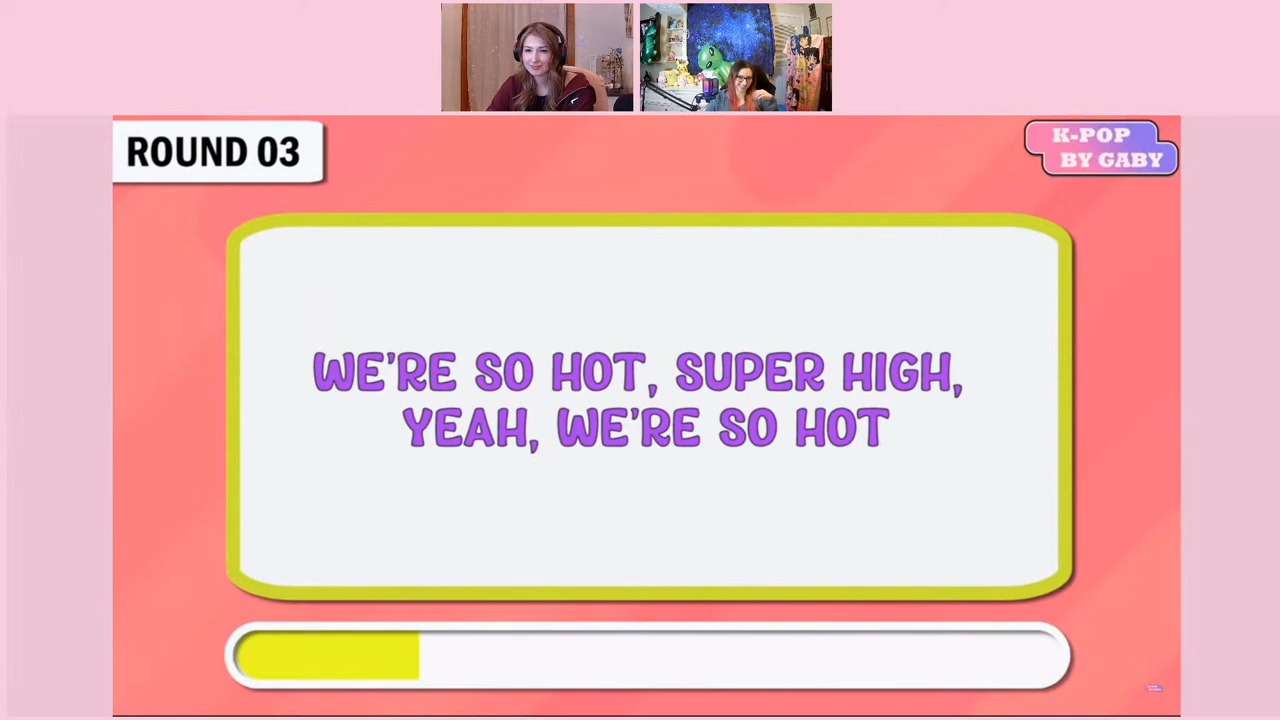 ROUND 03
K-POP
BY GABY
WE'RE SO HOT, SUPER HIGH,
YEAH, WE'RE SO HOT